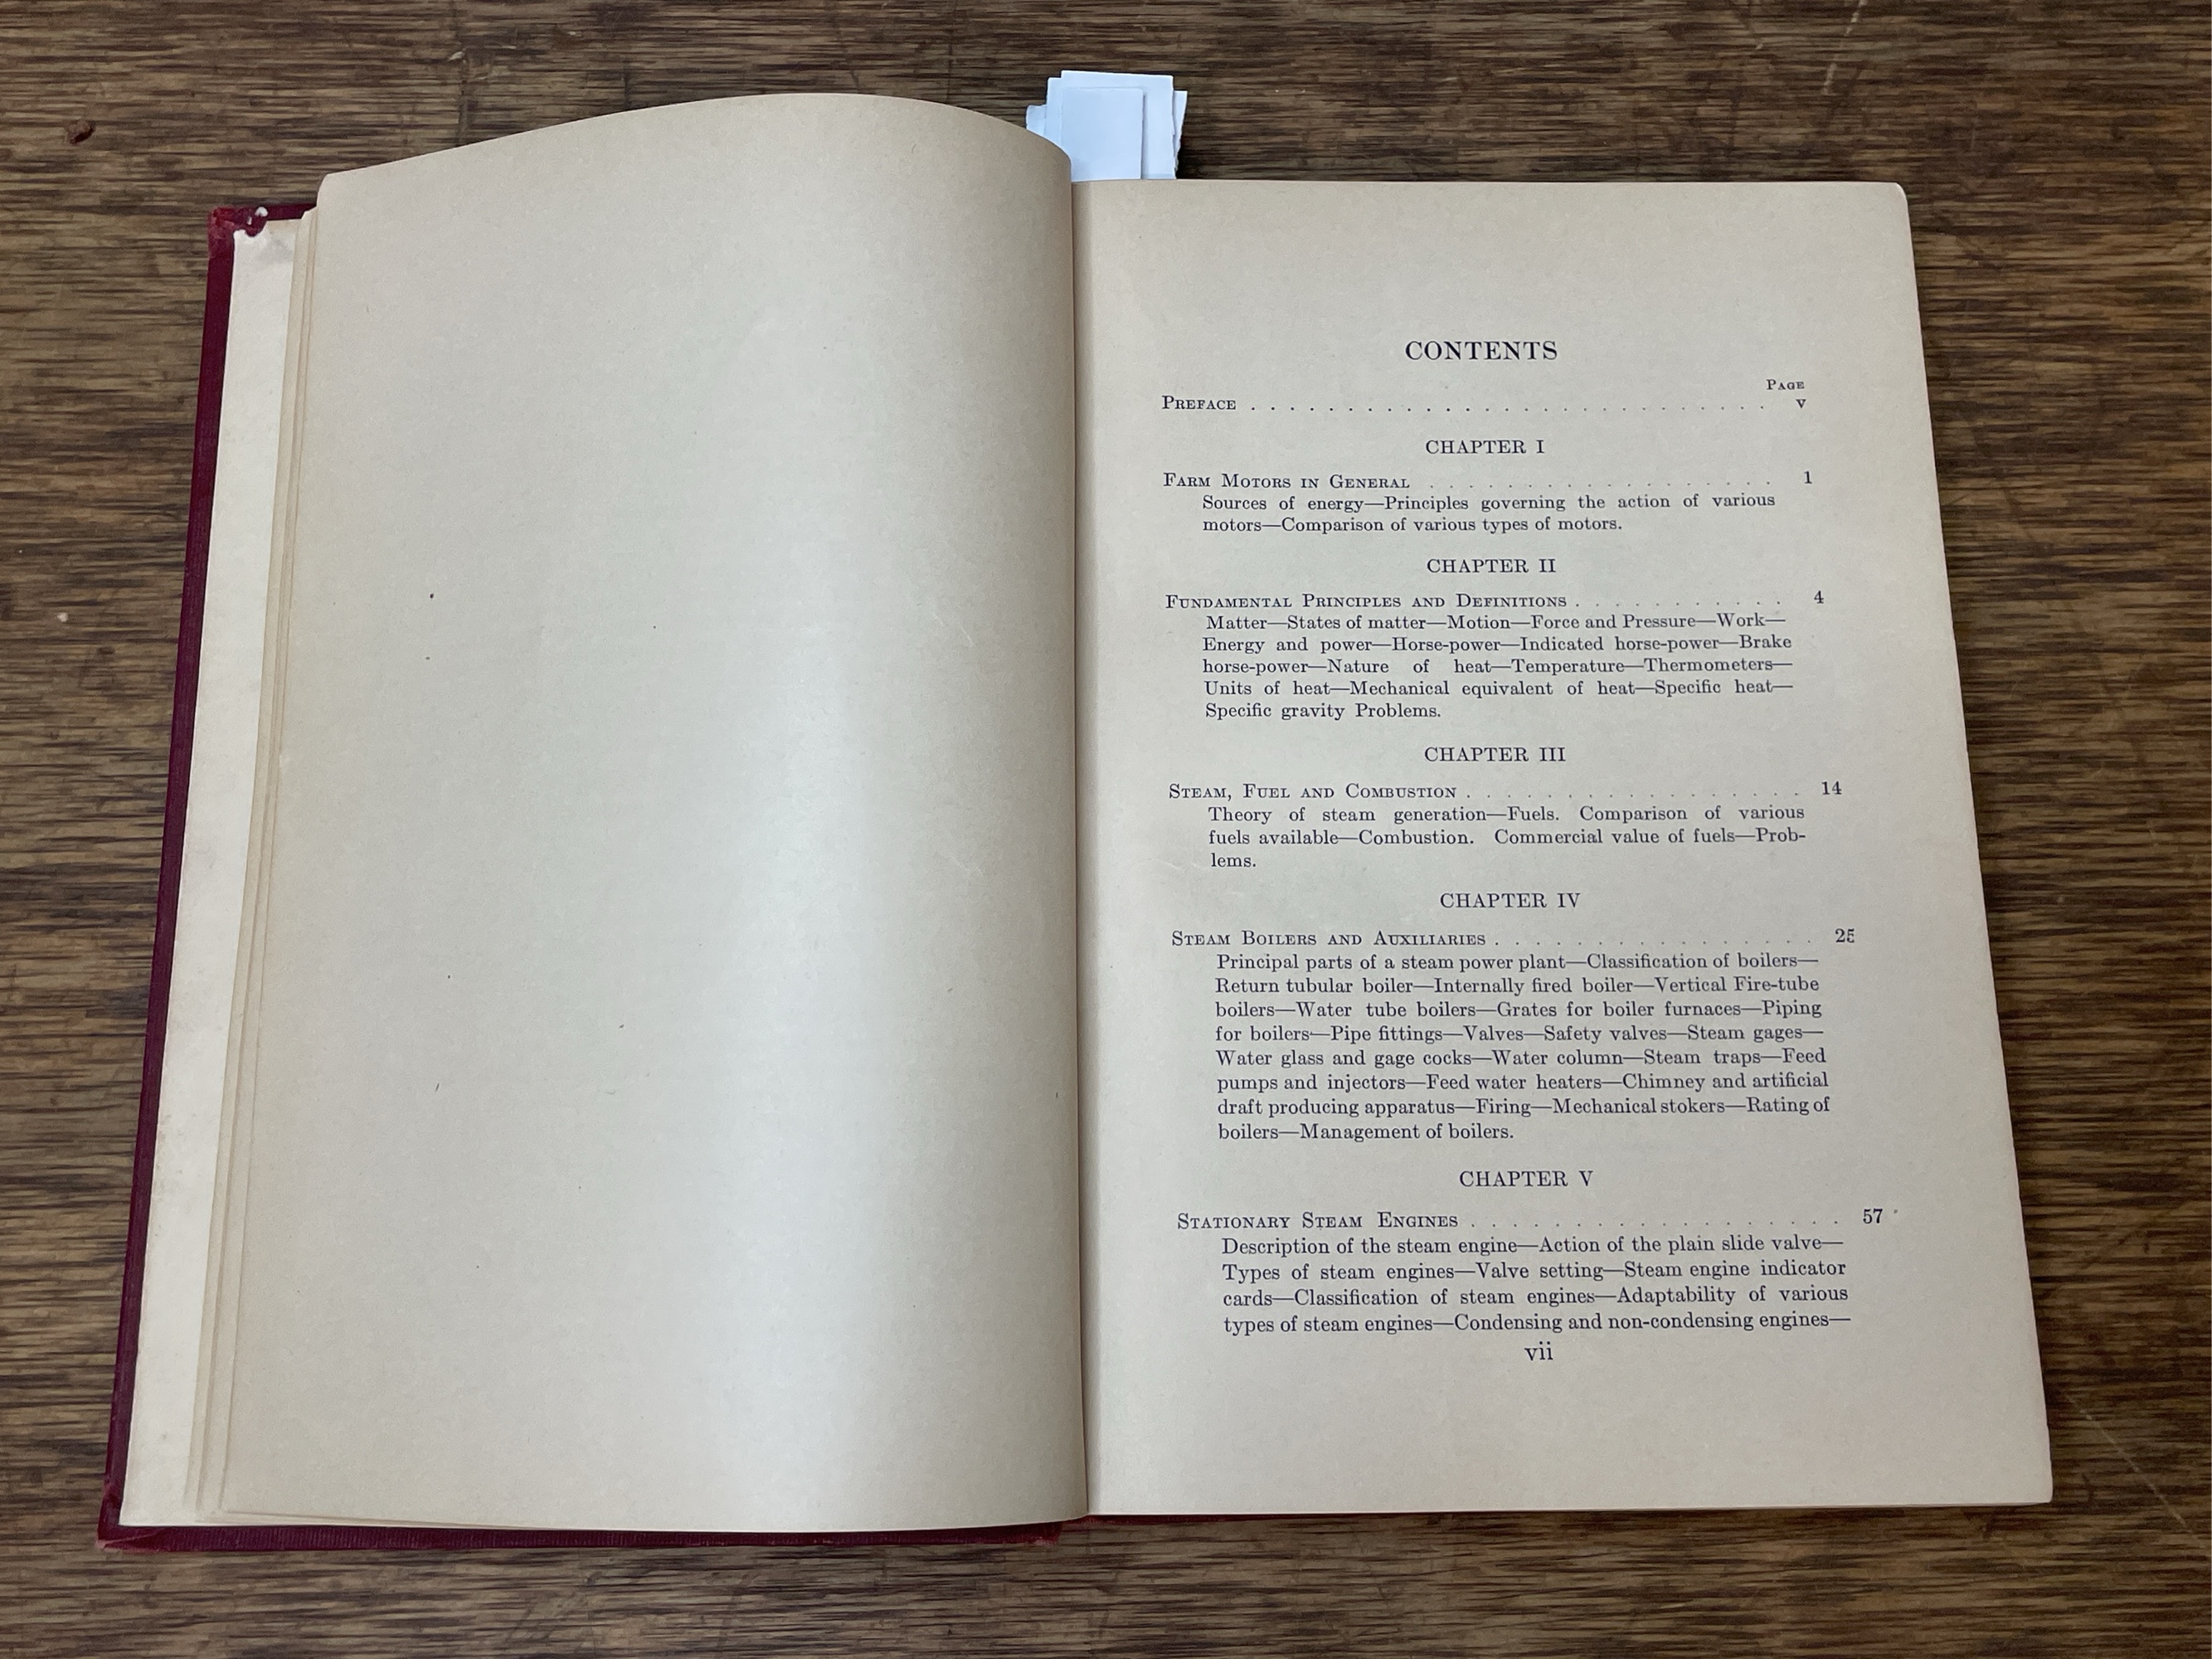 CONTENTS
PAGE
PREFACE . . . . . . . . . . . . . . . . . . . . . . . . . . . v
CHAPTER I
FARM MOTORS IN GENERAL . . . . . . . . . . . . . . . . . 1
Sources of energy—Principles governing the action of various
motors—Comparison of various types of motors.
CHAPTER II
FUNDAMENTAL PRINCIPLES AND DEFINITIONS . . . . . . . . . . . 4
Matter—States of matter—Motion—Force and Pressure—Work—
Energy and power—Horse-power—Indicated horse-power—Brake
horse-power—Nature of heat—Temperature—Thermometers—
Units of heat—Mechanical equivalent of heat—Specific heat—
Specific gravity Problems.
CHAPTER III
STEAM, FUEL AND COMBUSTION . . . . . . . . . . . . . . . . 14
Theory of steam generation—Fuels. Comparison of various
fuels available—Combustion. Commercial value of fuels—Prob-
lems.
CHAPTER IV
STEAM BOILERS AND AUXILIARIES . . . . . . . . . . . . . . . 25
Principal parts of a steam power plant—Classification of boilers—
Return tubular boiler—Internally fired boiler—Vertical Fire-tube
boilers—Water tube boilers—Grates for boiler furnaces—Piping
for boilers—Pipe fittings—Valves—Safety valves—Steam gages—
Water glass and gage cocks—Water column—Steam traps—Feed
pumps and injectors—Feed water heaters—Chimney and artificial
draft producing apparatus—Firing—Mechanical stokers—Rating of
boilers—Management of boilers.
CHAPTER V
STATIONARY STEAM ENGINES . . . . . . . . . . . . . . . . . 57
Description of the steam engine—Action of the plain slide valve—
Types of steam engines—Valve setting—Steam engine indicator
cards—Classification of steam engines—Adaptability of various
types of steam engines—Condensing and non-condensing engines—
vii